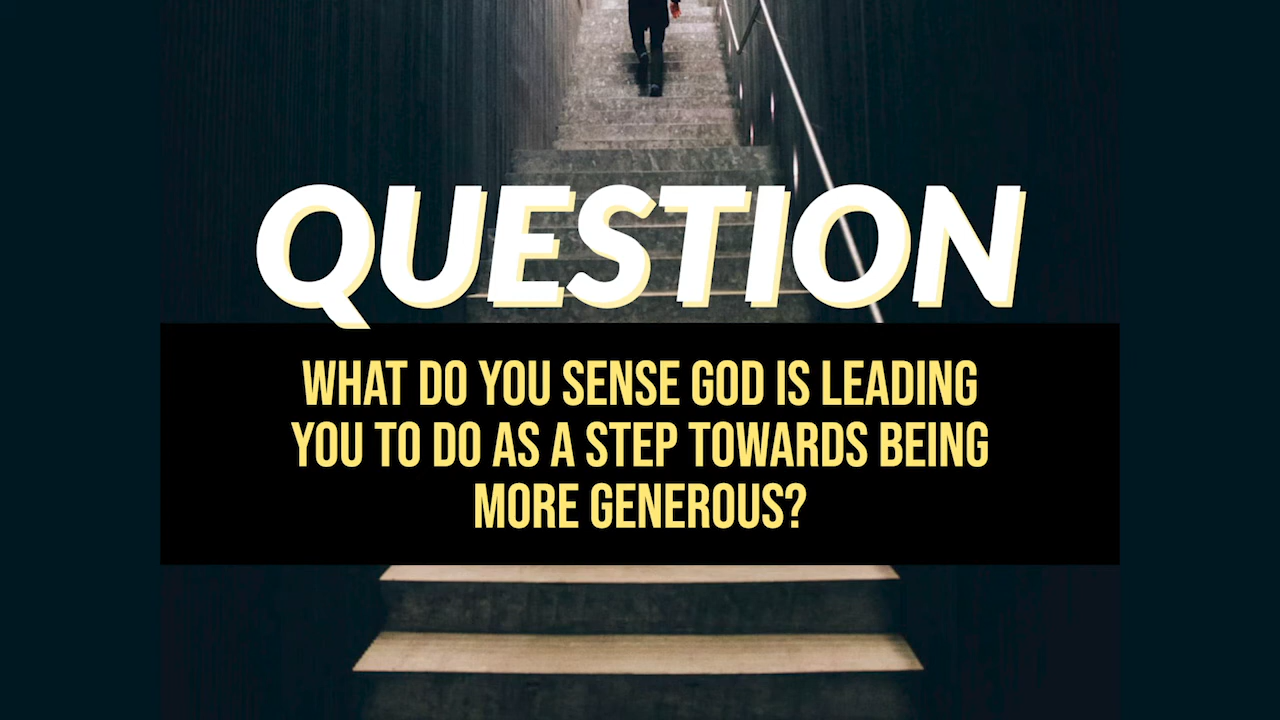 QUESTION
WHAT DO YOU SENSE GOD IS LEADING
YOU TO DO AS A STEP TOWARDS BEING
MORE GENEROUS?